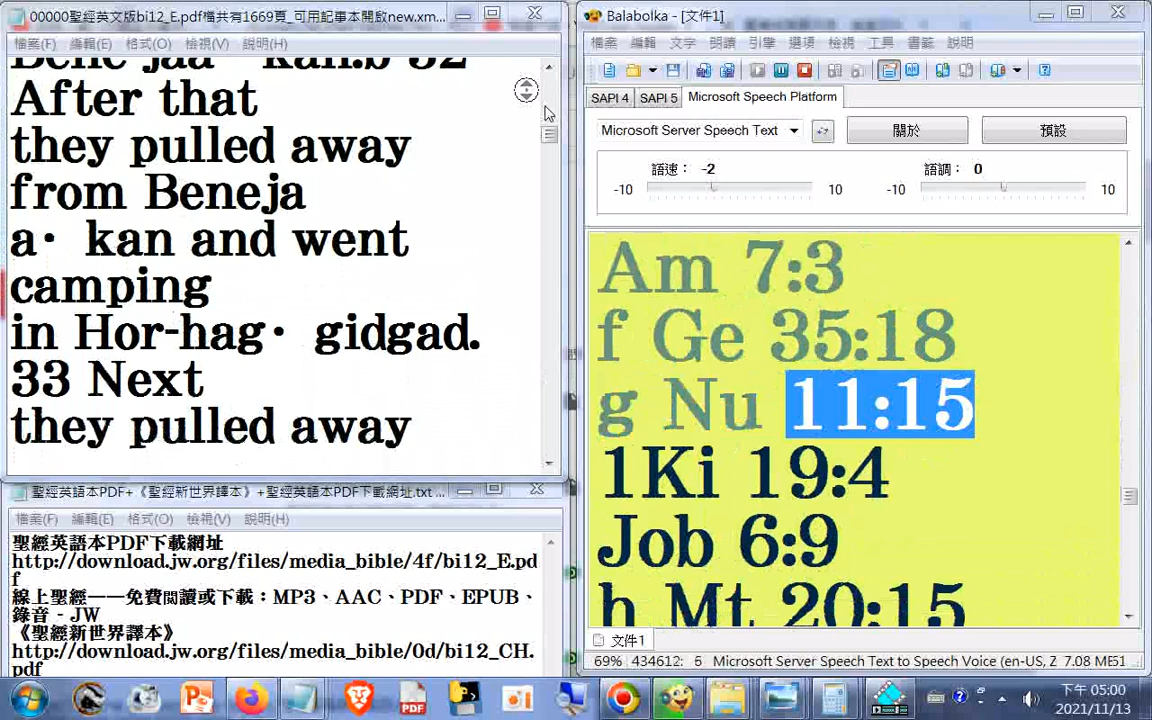 00000聖經英文版bi12_E.pdf檔共有1669頁_可用記事本開啟new.xm...
檔案(F) 編輯(E) 格式(O) 檢視(V) 說明(H)
Bene jaa· kan.b 32
After that
they pulled away
from Beneja
a· kan and went
camping
in Hor-hag· gidgad.
33 Next
they pulled away
聖經英語本PDF+《聖經新世界譯本》+聖經英語本PDF下載網址.txt ...
檔案(F) 編輯(E) 格式(O) 檢視(V) 說明(H)
聖經英語本PDF下載網址
http://download.jw.org/files/media_bible/4f/bi12_E.pd
f
線上聖經——免費閱讀或下載：MP3、AAC、PDF、EPUB、
錄音 - JW
《聖經新世界譯本》
http://download.jw.org/files/media_bible/0d/bi12_CH.
pdf
Balabolka - [文件1]
檔案 編輯 文字 朗讀 引擎 選項 檢視 工具 書籤 說明
SAPI 4 SAPI 5 Microsoft Speech Platform
Microsoft Server Speech Text 關於 預設
語速： -2 語調： 0
-10 10 -10 10
Am 7:3
f Ge 35:18
g Nu 11:15
1Ki 19:4
Job 6:9
h Mt 20:15
文件1
69% 434612: 6 Microsoft Server Speech Text to Speech Voice (en-US, Z 7.08 ME51
PDF
下午 05:00
2021/11/13